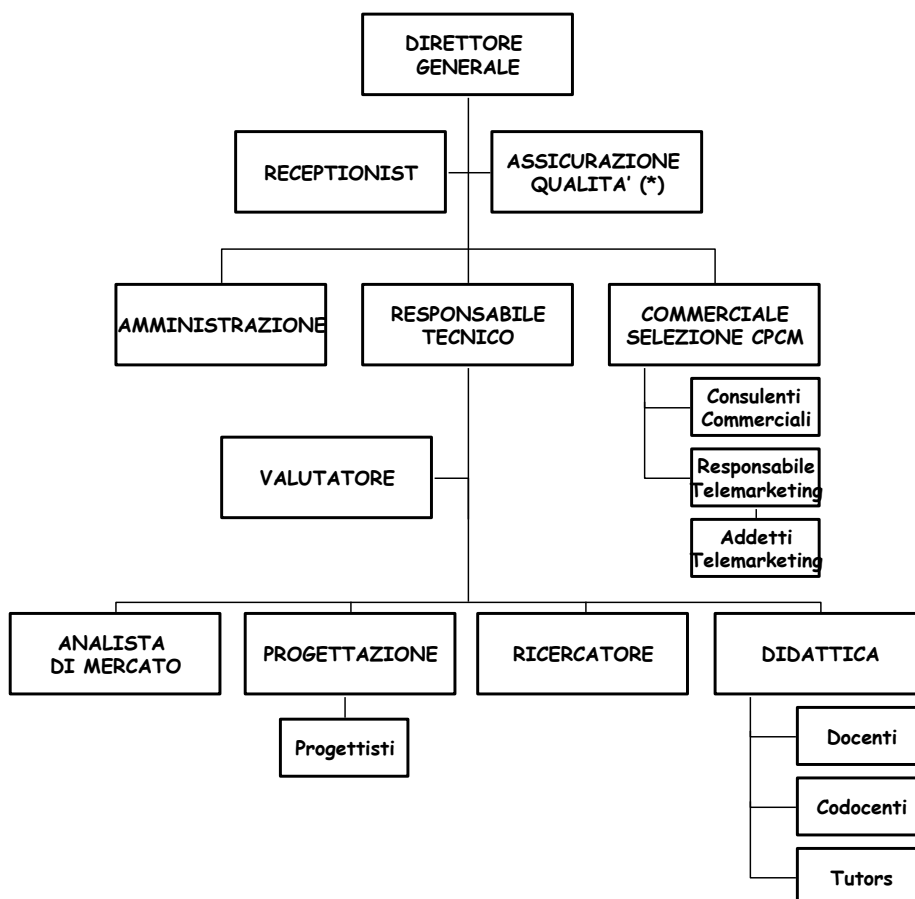 DIRETTORE
GENERALE
RECEPTIONIST
ASSICURAZIONE
QUALITA’ (*)
AMMINISTRAZIONE
RESPONSABILE
TECNICO
COMMERCIALE
SELEZIONE CPCM
Consulenti
Commerciali
VALUTATORE
Responsabile
Telemarketing
Addetti
Telemarketing
ANALISTA
DI MERCATO
PROGETTAZIONE
RICERCATORE
DIDATTICA
Progettisti
Docenti
Codocenti
Tutors